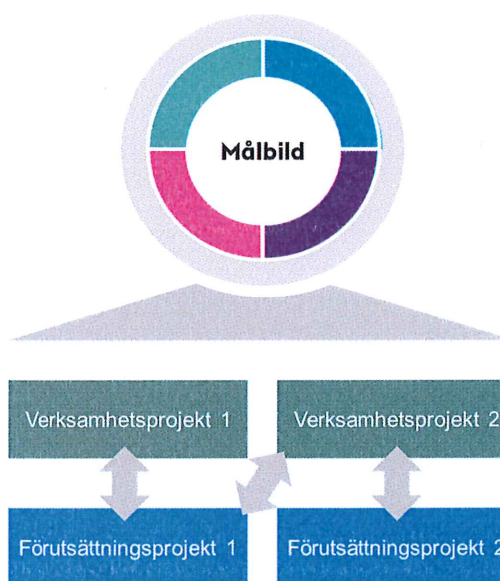 Målbild
Verksamhetsprojekt 1
Verksamhetsprojekt 2
Förutsättningsprojekt 1
Förutsättningsprojekt 2